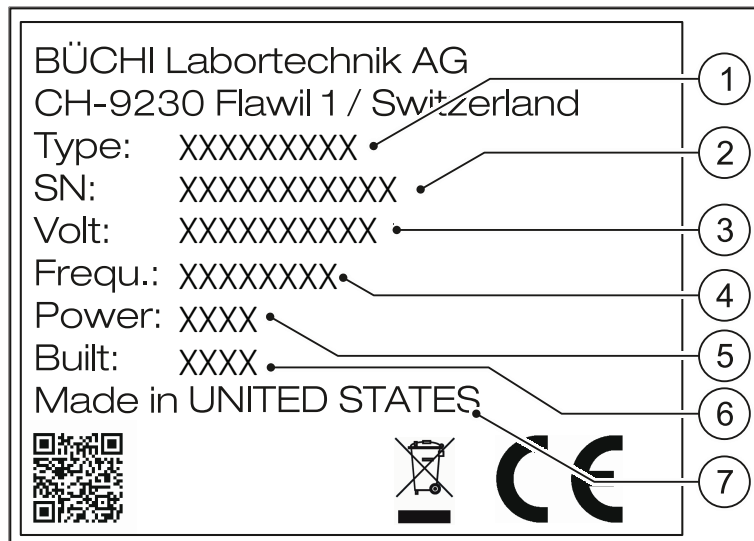 BÜCHI Labortechnik AG
CH-9230 Flawil 1 / Switzerland
Type: XXXXXXXXX
SN: XXXXXXXXXXX
Volt: XXXXXXXXXX
Frequ.: XXXXXXXX
Power: XXXX
Built: XXXX
Made in UNITED STATES
CE
1
2
3
4
5
6
7